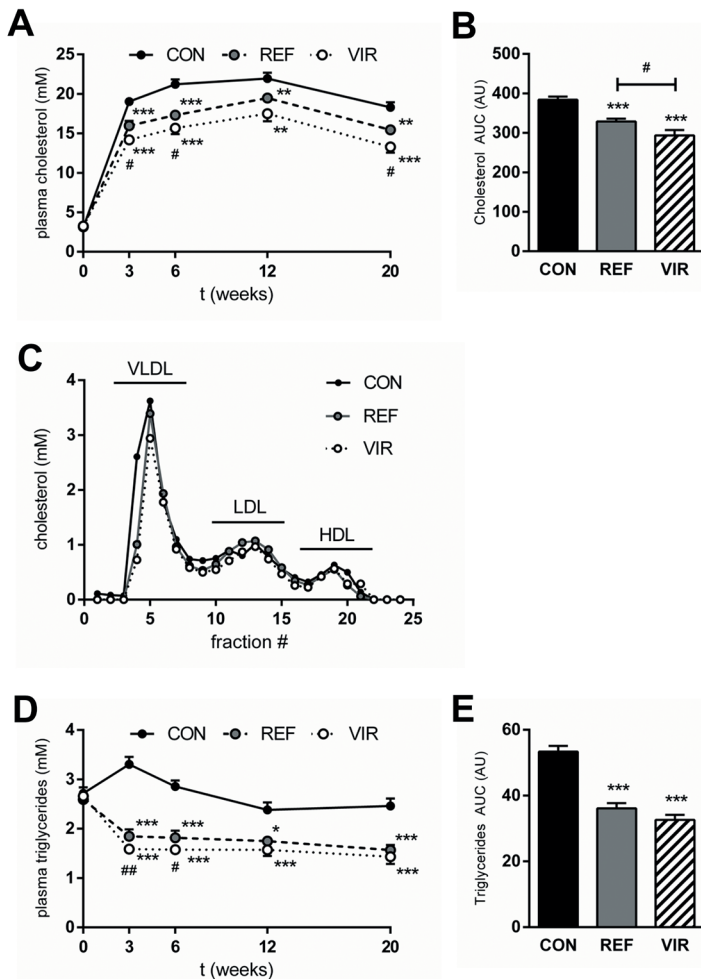 A
CON REF VIR
plasma cholesterol (mM)
25
20
15
10
5
0
*** *** ** **
*** *** ** ***
# # #
0 3 6 12 20
t (weeks)
B
Cholesterol AUC (AU)
500
400
300
200
100
0
#
*** ***
CON REF VIR
C
VLDL
LDL
HDL
CON
REF
VIR
cholesterol (mM)
4
3
2
1
0
0 5 10 15 20 25
fraction #
D
CON REF VIR
plasma triglycerides (mM)
4
3
2
1
0
*** *** * ***
*** *** *** ***
## #
0 3 6 12 20
t (weeks)
E
Triglycerides AUC (AU)
60
40
20
0
*** ***
CON REF VIR